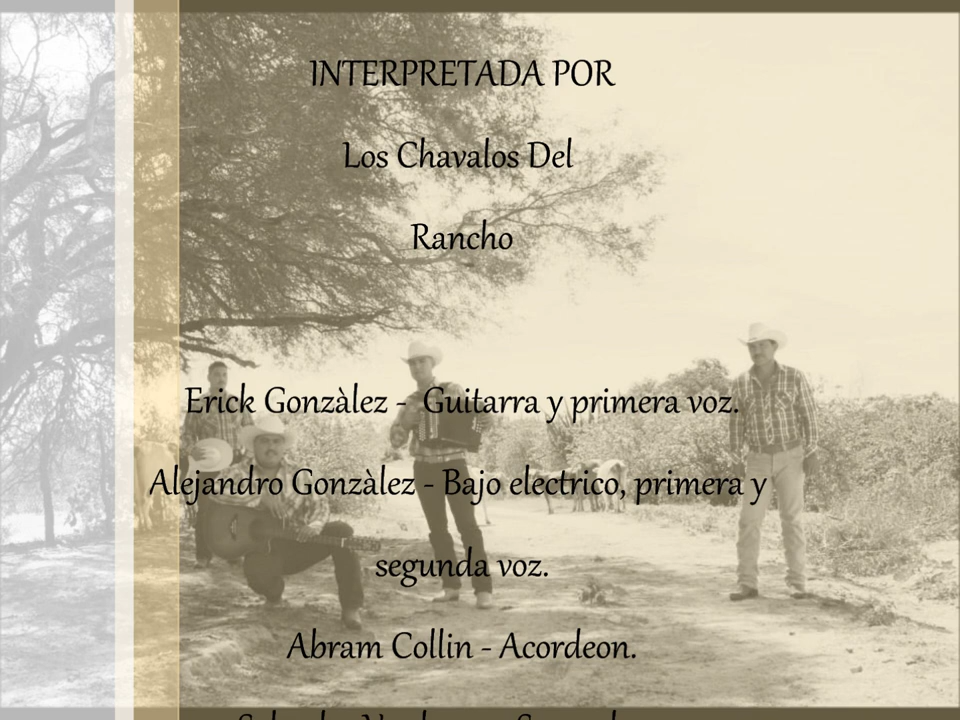 INTERPRETADA POR
Los Chavalos Del
Rancho
Erick Gonzàlez - Guitarra y primera voz.
Alejandro Gonzàlez - Bajo electrico, primera y
segunda voz.
Abram Collin - Acordeon.